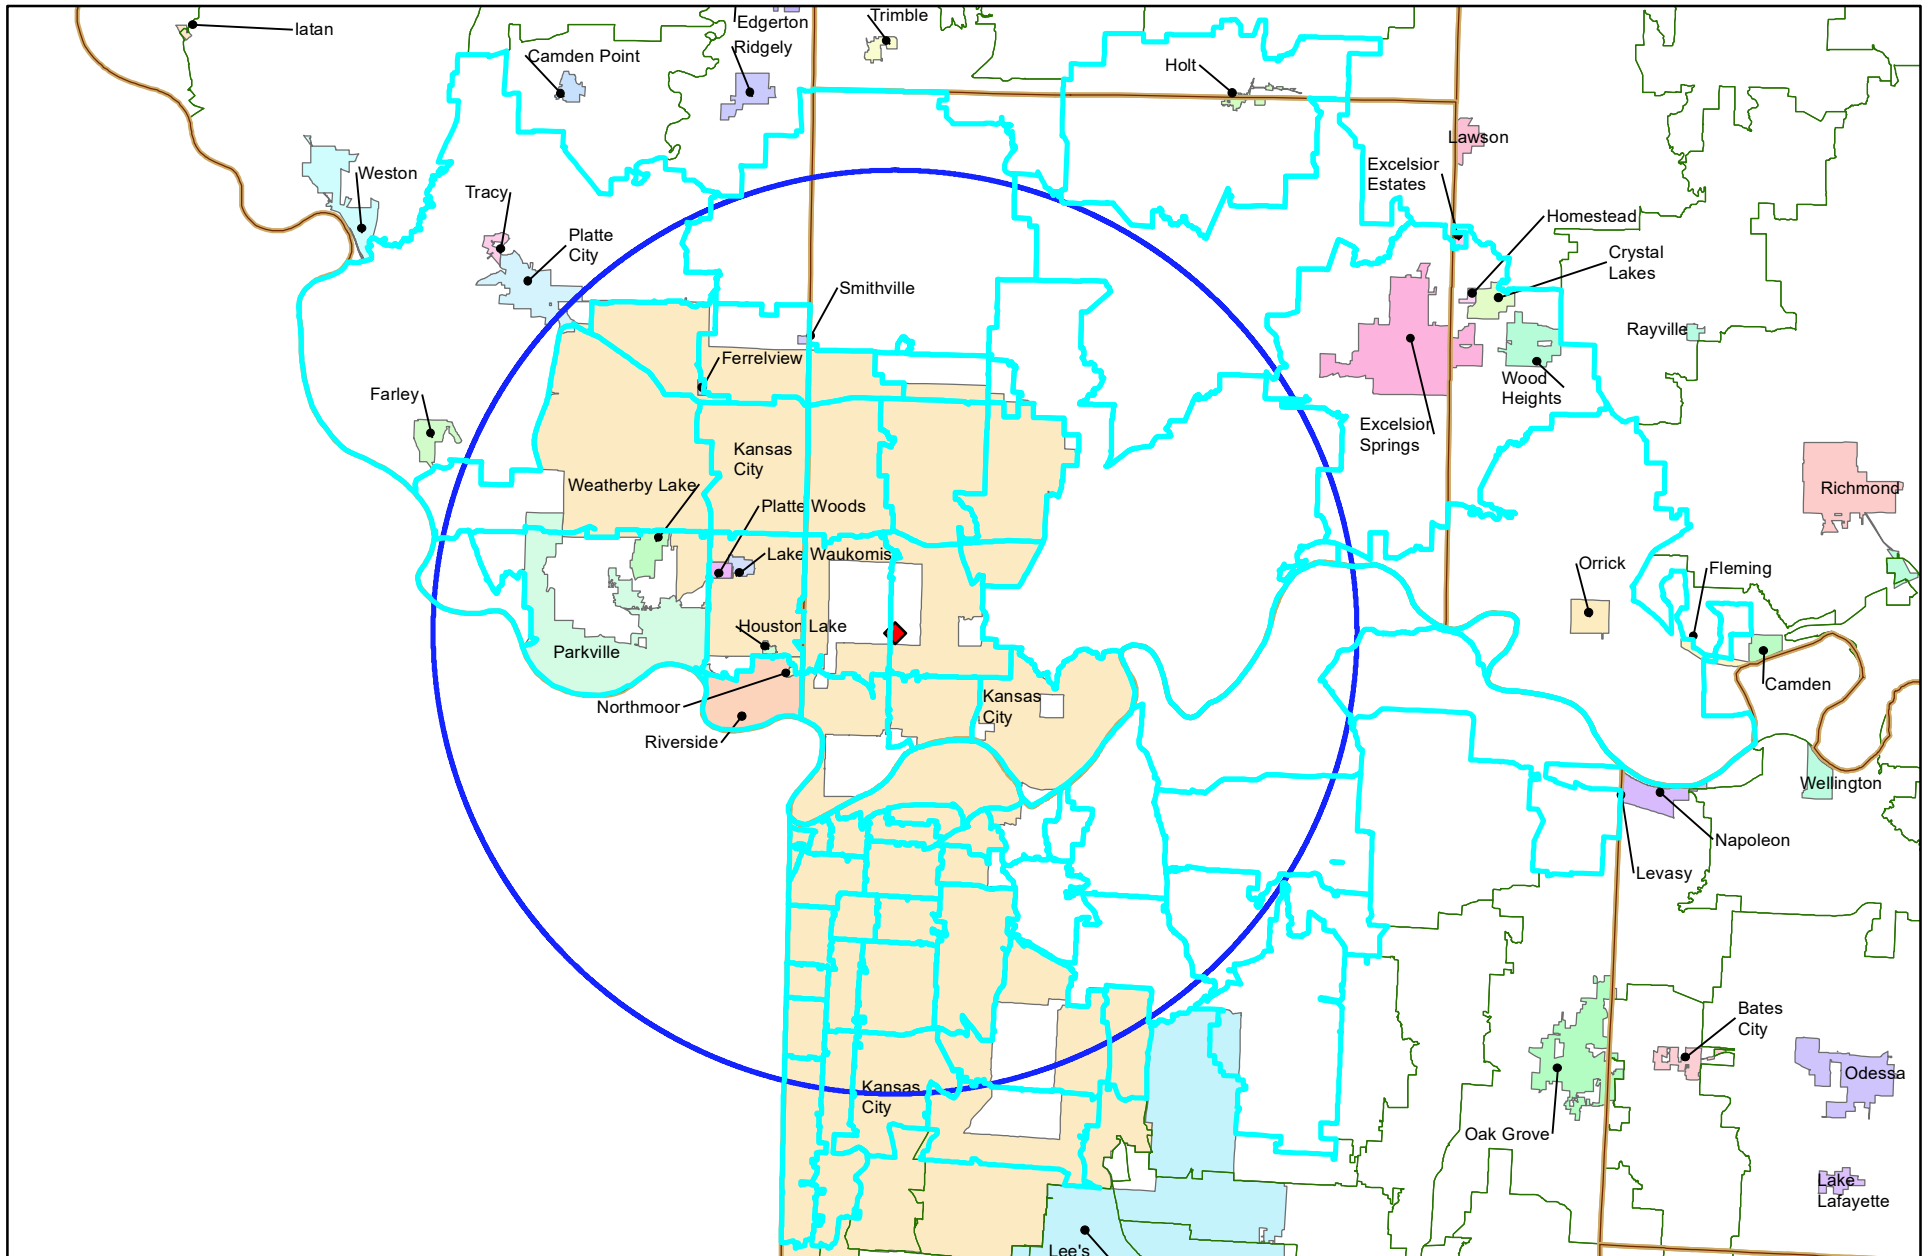 Iatan
Edgerton
Trimble
Camden Point
Ridgely
Holt
Lawson
Weston
Excelsior
Estates
Tracy
Homestead
Platte
City
Crystal
Lakes
Smithville
Rayville
Ferrelview
Farley
Wood
Heights
Excelsior
Springs
Kansas
City
Weatherby Lake
Richmond
Platte Woods
Lake Waukomis
Orrick
Fleming
Houston Lake
Parkville
Camden
Northmoor
Kansas
City
Riverside
Wellington
Napoleon
Levasy
Bates
City
Odessa
Kansas
City
Oak Grove
Lake
Lafayette
Lee's